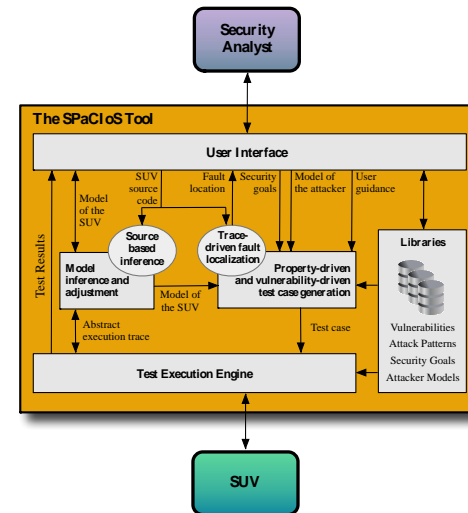 Security
Analyst
The SPaCIoS Tool
User Interface
SUV
source
code
Fault
location
Security
goals
Model of
the attacker
User
guidance
Model
of the
SUV
Source
based
inference
Trace-
driven fault
localization
Libraries
Test Results
Model
inference and
adjustment
Property-driven
and vulnerability-driven
test case generation
Model of
the SUV
Vulnerabilities
Attack Patterns
Security Goals
Attacker Models
Abstract
execution trace
Test case
Test Execution Engine
SUV